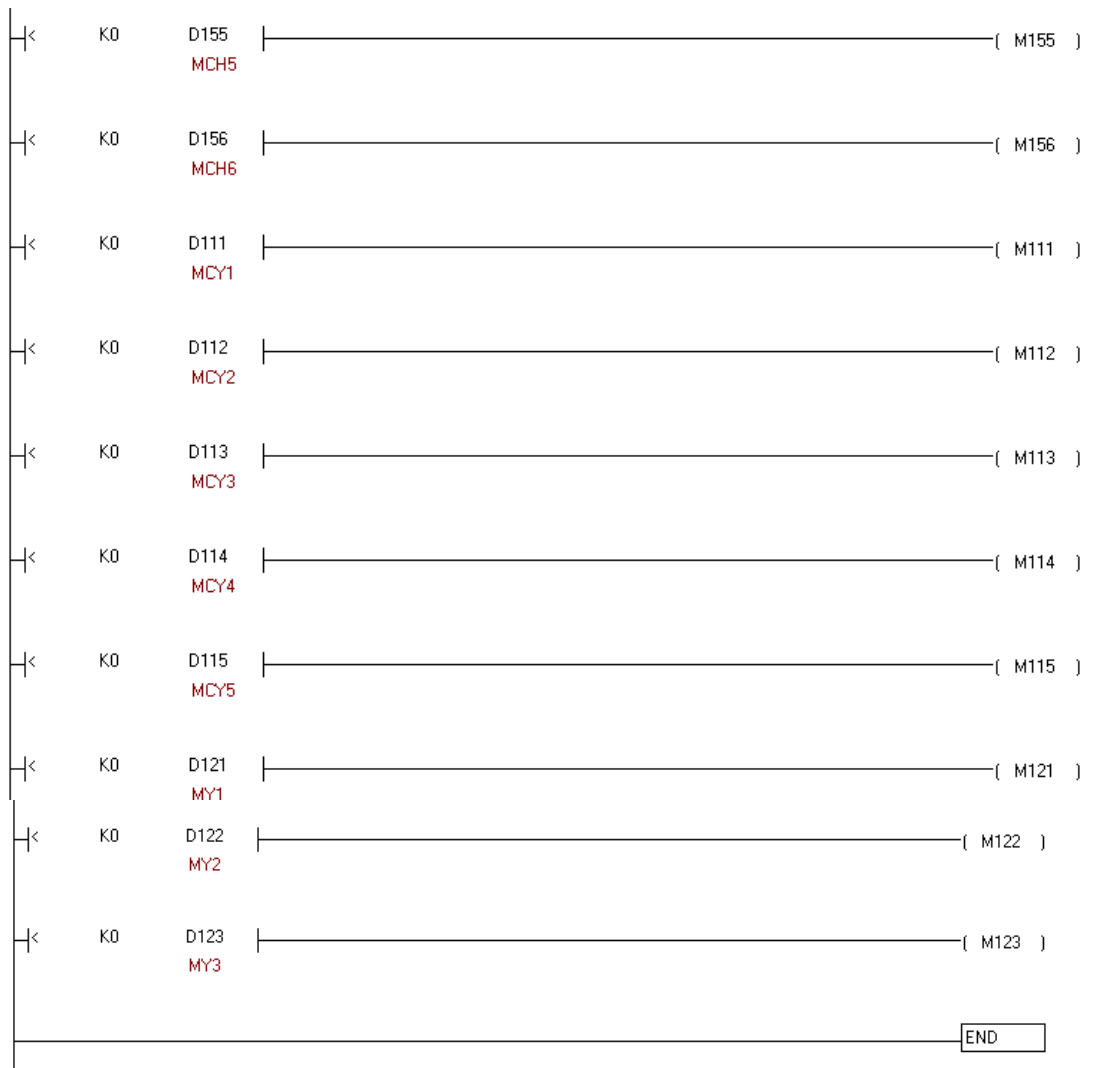 < K0 D155 ( M155 )
MCH5
< K0 D156 ( M156 )
MCH6
< K0 D111 ( M111 )
MCY1
< K0 D112 ( M112 )
MCY2
< K0 D113 ( M113 )
MCY3
< K0 D114 ( M114 )
MCY4
< K0 D115 ( M115 )
MCY5
< K0 D121 ( M121 )
MY1
< K0 D122 ( M122 )
MY2
< K0 D123 ( M123 )
MY3
END